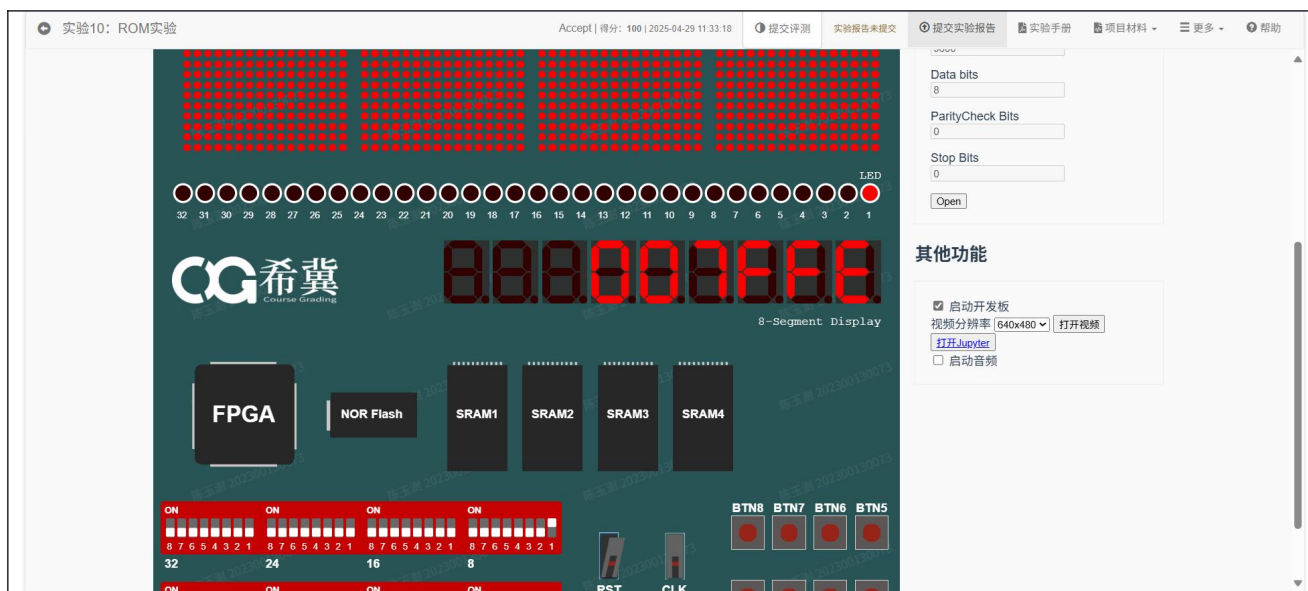 实验10：ROM实验
Accept | 得分：100 | 2025-04-29 11:33:18
提交评测
实验报告未提交
提交实验报告
实验手册
项目材料
更多
帮助
Data bits
8
ParityCheck Bits
0
Stop Bits
0
Open
LED
32 31 30 29 28 27 26 25 24 23 22 21 20 19 18 17 16 15 14 13 12 11 10 9 8 7 6 5 4 3 2 1
CG希冀
Course Grading
007FFE
8-Segment Display
其他功能
启动开发板
视频分辨率 640x480 打开视频
打开Jupyter
启动音频
FPGA
NOR Flash
SRAM1 SRAM2 SRAM3 SRAM4
202300130073
ON ON ON ON
8 7 6 5 4 3 2 1 8 7 6 5 4 3 2 1 8 7 6 5 4 3 2 1 8 7 6 5 4 3 2 1
32 24 16 8
BTN8 BTN7 BTN6 BTN5
RST CLK
ON ON ON ON